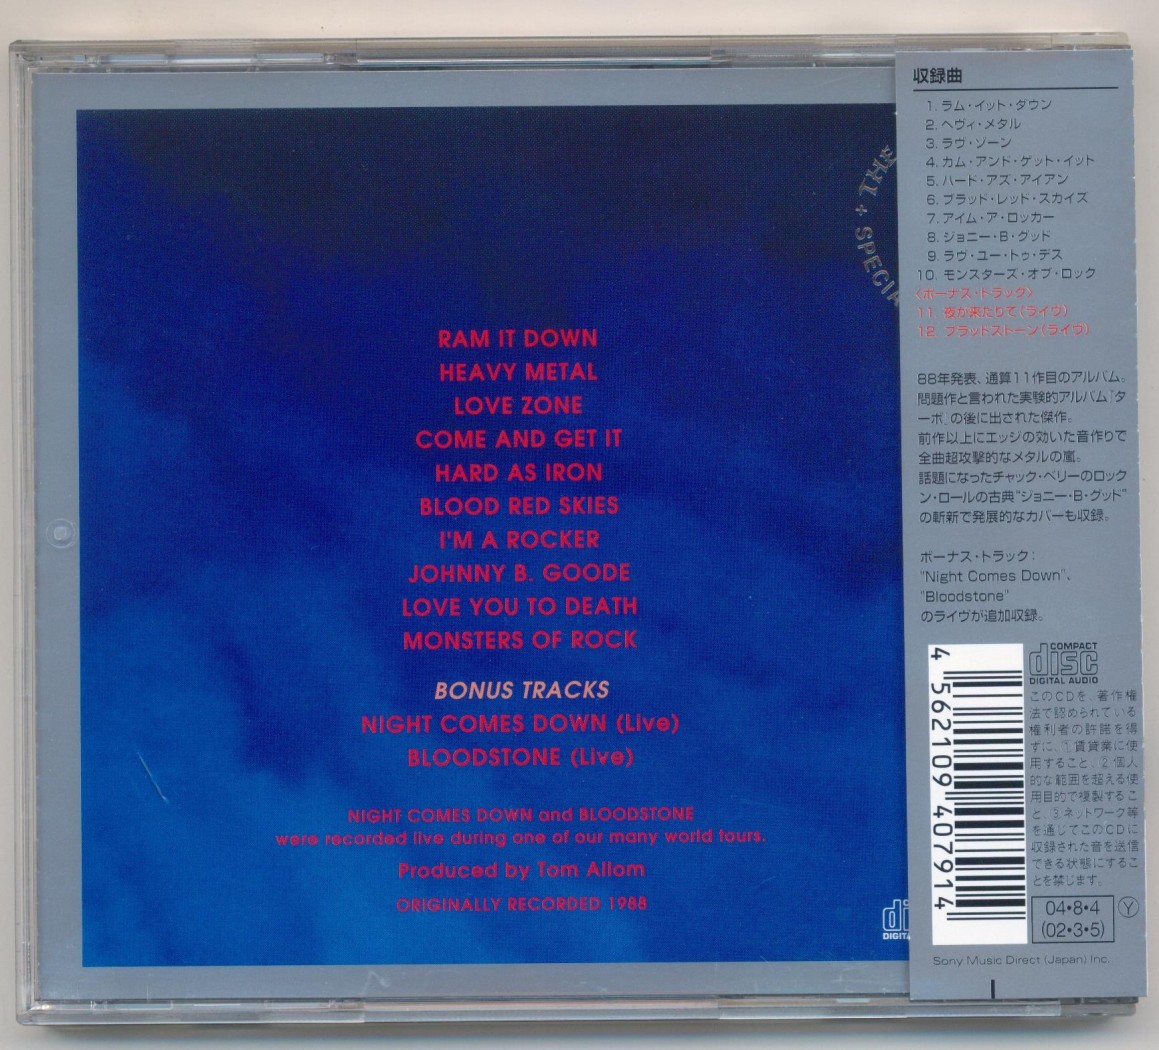 RAM IT DOWN
HEAVY METAL
LOVE ZONE
COME AND GET IT
HARD AS IRON
BLOOD RED SKIES
I'M A ROCKER
JOHNNY B. GOODE
LOVE YOU TO DEATH
MONSTERS OF ROCK
BONUS TRACKS
NIGHT COMES DOWN (Live)
BLOODSTONE (Live)
NIGHT COMES DOWN and BLOODSTONE
were recorded live during one of our many world tours.
Produced by Tom Allom
ORIGINALLY RECORDED 1988
THE
★ SPECIA
di
DIGITA
収録曲
1. ラム・イット・ダウン
2. ヘヴィ・メタル
3. ラヴ・ゾーン
4. カム・アンド・ゲット・イット
5. ハード・アズ・アイアン
6. ブラッド・レッド・スカイズ
7. アイム・ア・ロッカー
8. ジョニー・B・グッド
9. ラヴ・ユー・トゥ・デス
10. モンスターズ・オブ・ロック
〈ボーナス・トラック〉
11. 夜が来たりて(ライヴ)
12. ブラッドストーン(ライヴ)
88年発表、通算11作目のアルバム。
問題作と言われた実験的アルバム「タ
ーボ」の後に出された傑作。
前作以上にエッジの効いた音作りで
全曲超攻撃的なメタルの嵐。
話題になったチャック・ベリーのロック
ン・ロールの古典"ジョニー・B・グッド"
の斬新で発展的なカバーも収録。
ボーナス・トラック:
"Night Comes Down"、
"Bloodstone"
のライヴが追加収録。
COMPACT
disc
DIGITAL AUDIO
4 562109 407914
このCDを、著作権
法で認められている
権利者の許諾を得
ずに、①賃貸業に使
用すること、②個人
的な範囲を超える使
用目的で複製するこ
と、③ネットワーク等
を通じてこのCDに
収録された音を送信
できる状態にするこ
とを禁じます。
04•8•4
(02•3•5)
Y
Sony Music Direct (Japan) Inc.